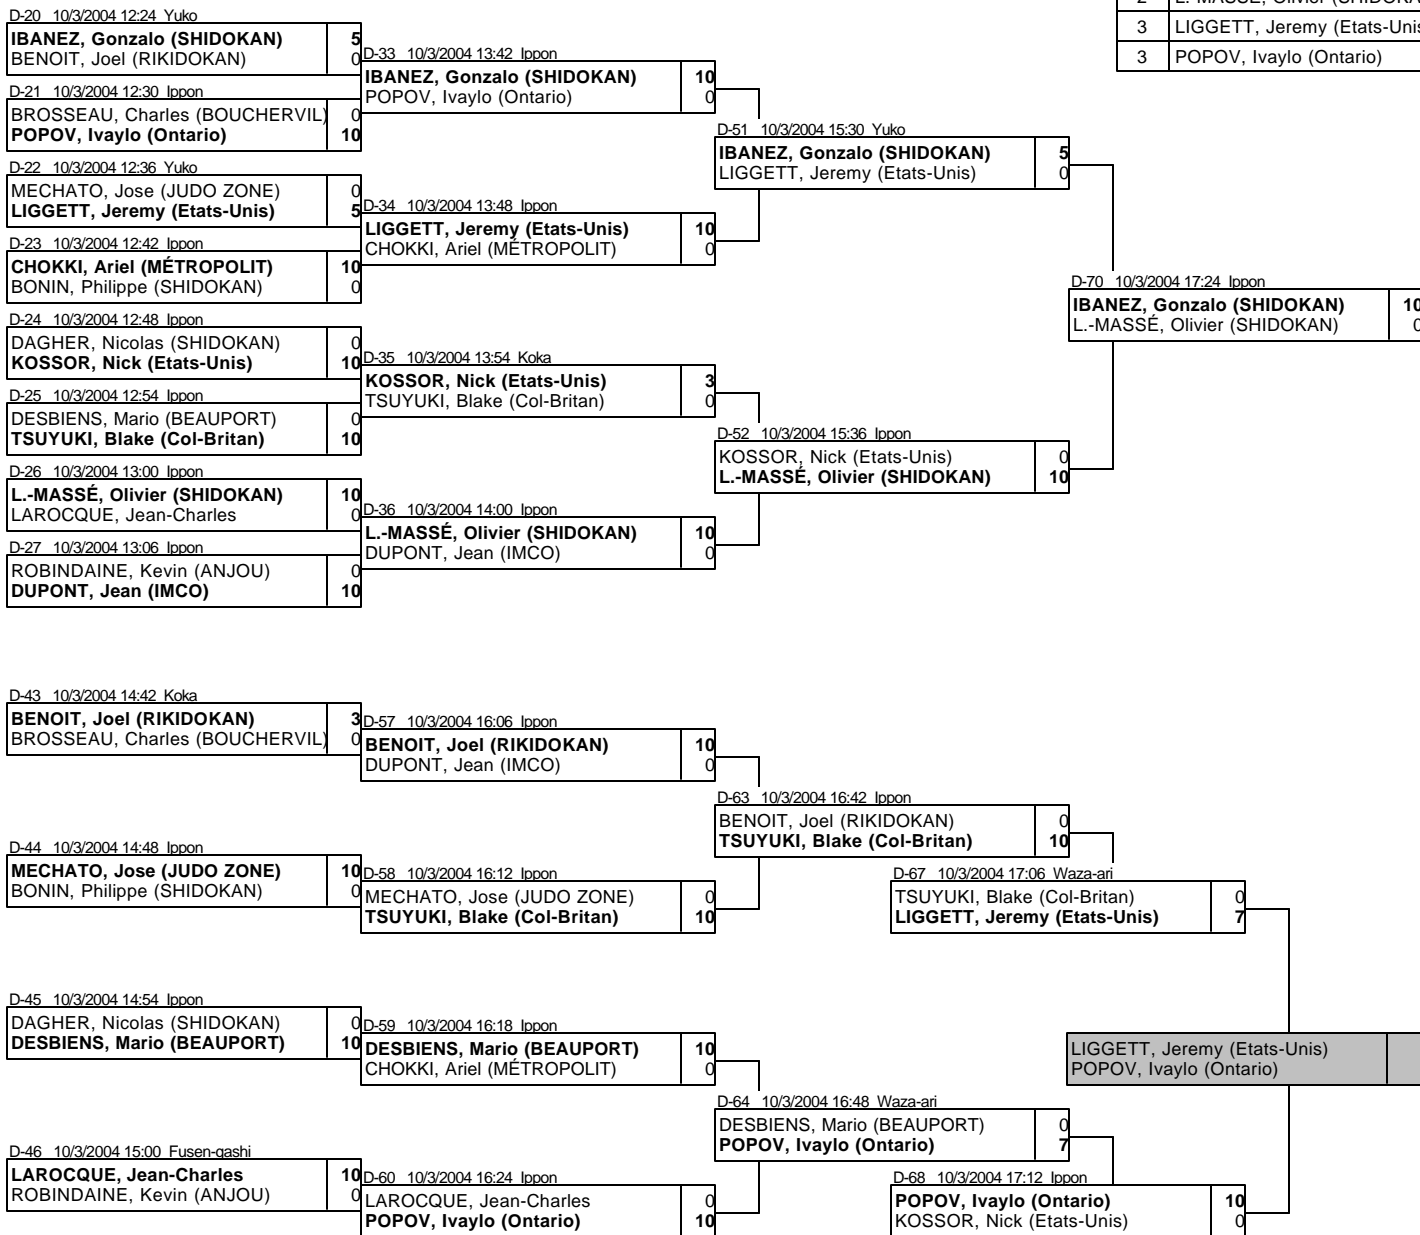 2 L.-MASSÉ, Olivier
3 LIGGETT, Jeremy (Etats-Unis
3 POPOV, Ivaylo (Ontario)
D-20 10/3/2004 12:24 Yuko
IBANEZ, Gonzalo (SHIDOKAN) 5
BENOIT, Joel (RIKIDOKAN) 0
D-21 10/3/2004 12:30 Ippon
BROSSEAU, Charles (BOUCHERVIL) 0
POPOV, Ivaylo (Ontario) 10
D-22 10/3/2004 12:36 Yuko
MECHATO, Jose (JUDO ZONE) 0
LIGGETT, Jeremy (Etats-Unis) 5
D-23 10/3/2004 12:42 Ippon
CHOKKI, Ariel (MÉTROPOLIT) 10
BONIN, Philippe (SHIDOKAN) 0
D-24 10/3/2004 12:48 Ippon
DAGHER, Nicolas (SHIDOKAN) 0
KOSSOR, Nick (Etats-Unis) 10
D-25 10/3/2004 12:54 Ippon
DESBIENS, Mario (BEAUPORT) 0
TSUYUKI, Blake (Col-Britan) 10
D-26 10/3/2004 13:00 Ippon
L.-MASSÉ, Olivier (SHIDOKAN) 10
LAROCQUE, Jean-Charles 0
D-27 10/3/2004 13:06 Ippon
ROBINDAINE, Kevin (ANJOU) 0
DUPONT, Jean (IMCO) 10
D-33 10/3/2004 13:42 Ippon
IBANEZ, Gonzalo (SHIDOKAN) 10
POPOV, Ivaylo (Ontario) 0
D-34 10/3/2004 13:48 Ippon
LIGGETT, Jeremy (Etats-Unis) 10
CHOKKI, Ariel (MÉTROPOLIT) 0
D-35 10/3/2004 13:54 Koka
KOSSOR, Nick (Etats-Unis) 3
TSUYUKI, Blake (Col-Britan) 0
D-36 10/3/2004 14:00 Ippon
L.-MASSÉ, Olivier (SHIDOKAN) 10
DUPONT, Jean (IMCO) 0
D-51 10/3/2004 15:30 Yuko
IBANEZ, Gonzalo (SHIDOKAN) 5
LIGGETT, Jeremy (Etats-Unis) 0
D-52 10/3/2004 15:36 Ippon
KOSSOR, Nick (Etats-Unis) 0
L.-MASSÉ, Olivier (SHIDOKAN) 10
D-70 10/3/2004 17:24 Ippon
IBANEZ, Gonzalo (SHIDOKAN) 10
L.-MASSÉ, Olivier (SHIDOKAN) 0
D-43 10/3/2004 14:42 Koka
BENOIT, Joel (RIKIDOKAN) 3
BROSSEAU, Charles (BOUCHERVIL) 0
D-44 10/3/2004 14:48 Ippon
MECHATO, Jose (JUDO ZONE) 10
BONIN, Philippe (SHIDOKAN) 0
D-45 10/3/2004 14:54 Ippon
DAGHER, Nicolas (SHIDOKAN) 0
DESBIENS, Mario (BEAUPORT) 10
D-46 10/3/2004 15:00 Fusen-gashi
LAROCQUE, Jean-Charles 10
ROBINDAINE, Kevin (ANJOU) 0
D-57 10/3/2004 16:06 Ippon
BENOIT, Joel (RIKIDOKAN) 10
DUPONT, Jean (IMCO) 0
D-58 10/3/2004 16:12 Ippon
MECHATO, Jose (JUDO ZONE) 0
TSUYUKI, Blake (Col-Britan) 10
D-59 10/3/2004 16:18 Ippon
DESBIENS, Mario (BEAUPORT) 10
CHOKKI, Ariel (MÉTROPOLIT) 0
D-60 10/3/2004 16:24 Ippon
LAROCQUE, Jean-Charles 0
POPOV, Ivaylo (Ontario) 10
D-63 10/3/2004 16:42 Ippon
BENOIT, Joel (RIKIDOKAN) 0
TSUYUKI, Blake (Col-Britan) 10
D-64 10/3/2004 16:48 Waza-ari
DESBIENS, Mario (BEAUPORT) 0
POPOV, Ivaylo (Ontario) 7
D-67 10/3/2004 17:06 Waza-ari
TSUYUKI, Blake (Col-Britan) 0
LIGGETT, Jeremy (Etats-Unis) 7
D-68 10/3/2004 17:12 Ippon
POPOV, Ivaylo (Ontario) 10
KOSSOR, Nick (Etats-Unis) 0
LIGGETT, Jeremy (Etats-Unis)
POPOV, Ivaylo (Ontario)